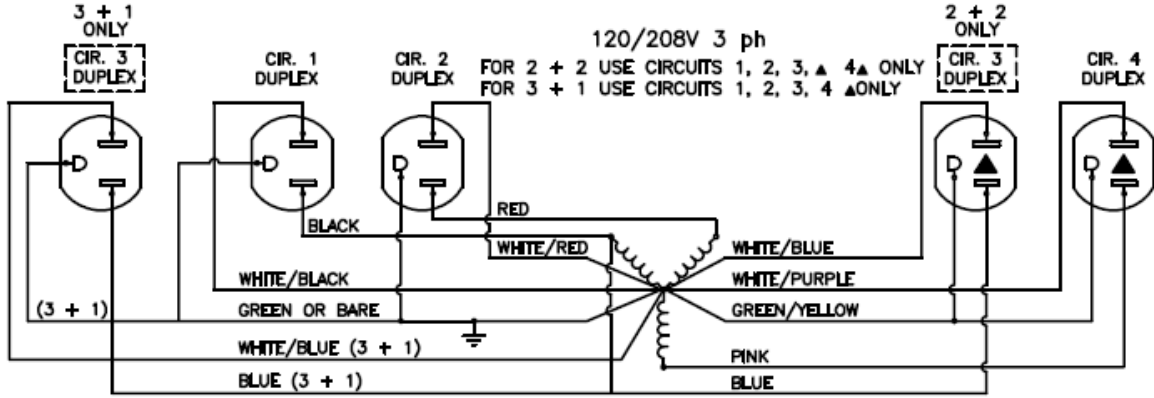 3 + 1
ONLY
CIR. 3
DUPLEX
CIR. 1
DUPLEX
CIR. 2
DUPLEX
120/208V 3 ph
FOR 2 + 2 USE CIRCUITS 1, 2, 3, ▲ 4▲ ONLY
FOR 3 + 1 USE CIRCUITS 1, 2, 3, 4 ▲ONLY
2 + 2
ONLY
CIR. 3
DUPLEX
CIR. 4
DUPLEX
RED
BLACK
WHITE/RED
WHITE/BLUE
WHITE/BLACK
WHITE/PURPLE
(3 + 1)
GREEN OR BARE
GREEN/YELLOW
WHITE/BLUE (3 + 1)
PINK
BLUE (3 + 1)
BLUE